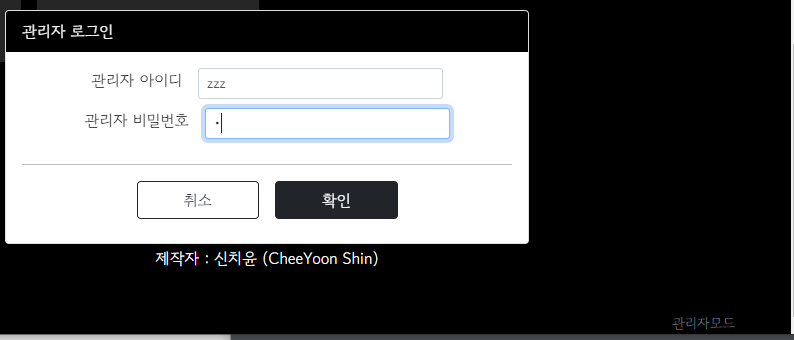 관리자 로그인
관리자 아이디 zzz
관리자 비밀번호 •
취소 확인
제작자 : 신치윤 (CheeYoon Shin)
관리자모드